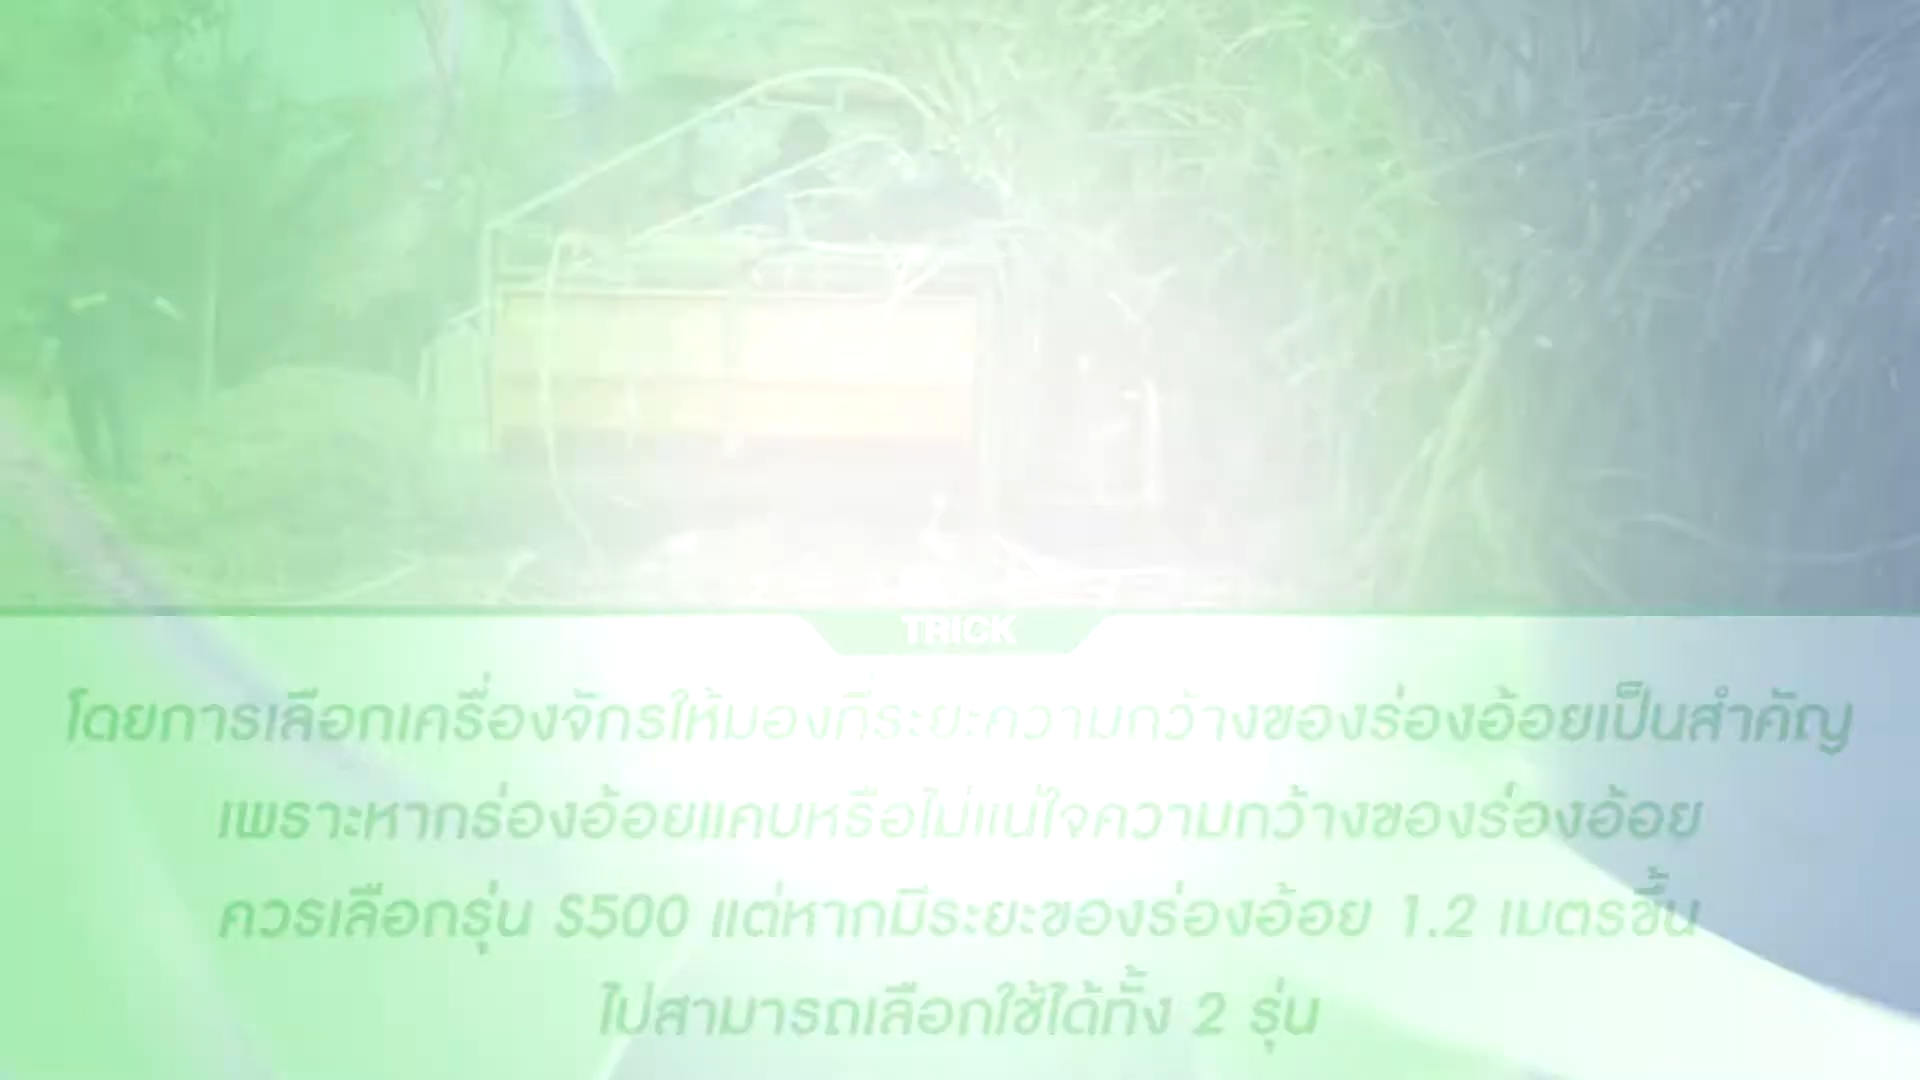 TRICK
โดยการเลือกเครื่องจักรให้มองที่ระยะความกว้างของร่องอ้อยเป็นสำคัญ
เพราะหากร่องอ้อยแคบหรือไม่แน่ใจความกว้างของร่องอ้อย
ควรเลือกรุ่น S500 แต่หากมีระยะของร่องอ้อย 1.2 เมตรขึ้น
ไปสามารถเลือกใช้ได้ทั้ง 2 รุ่น